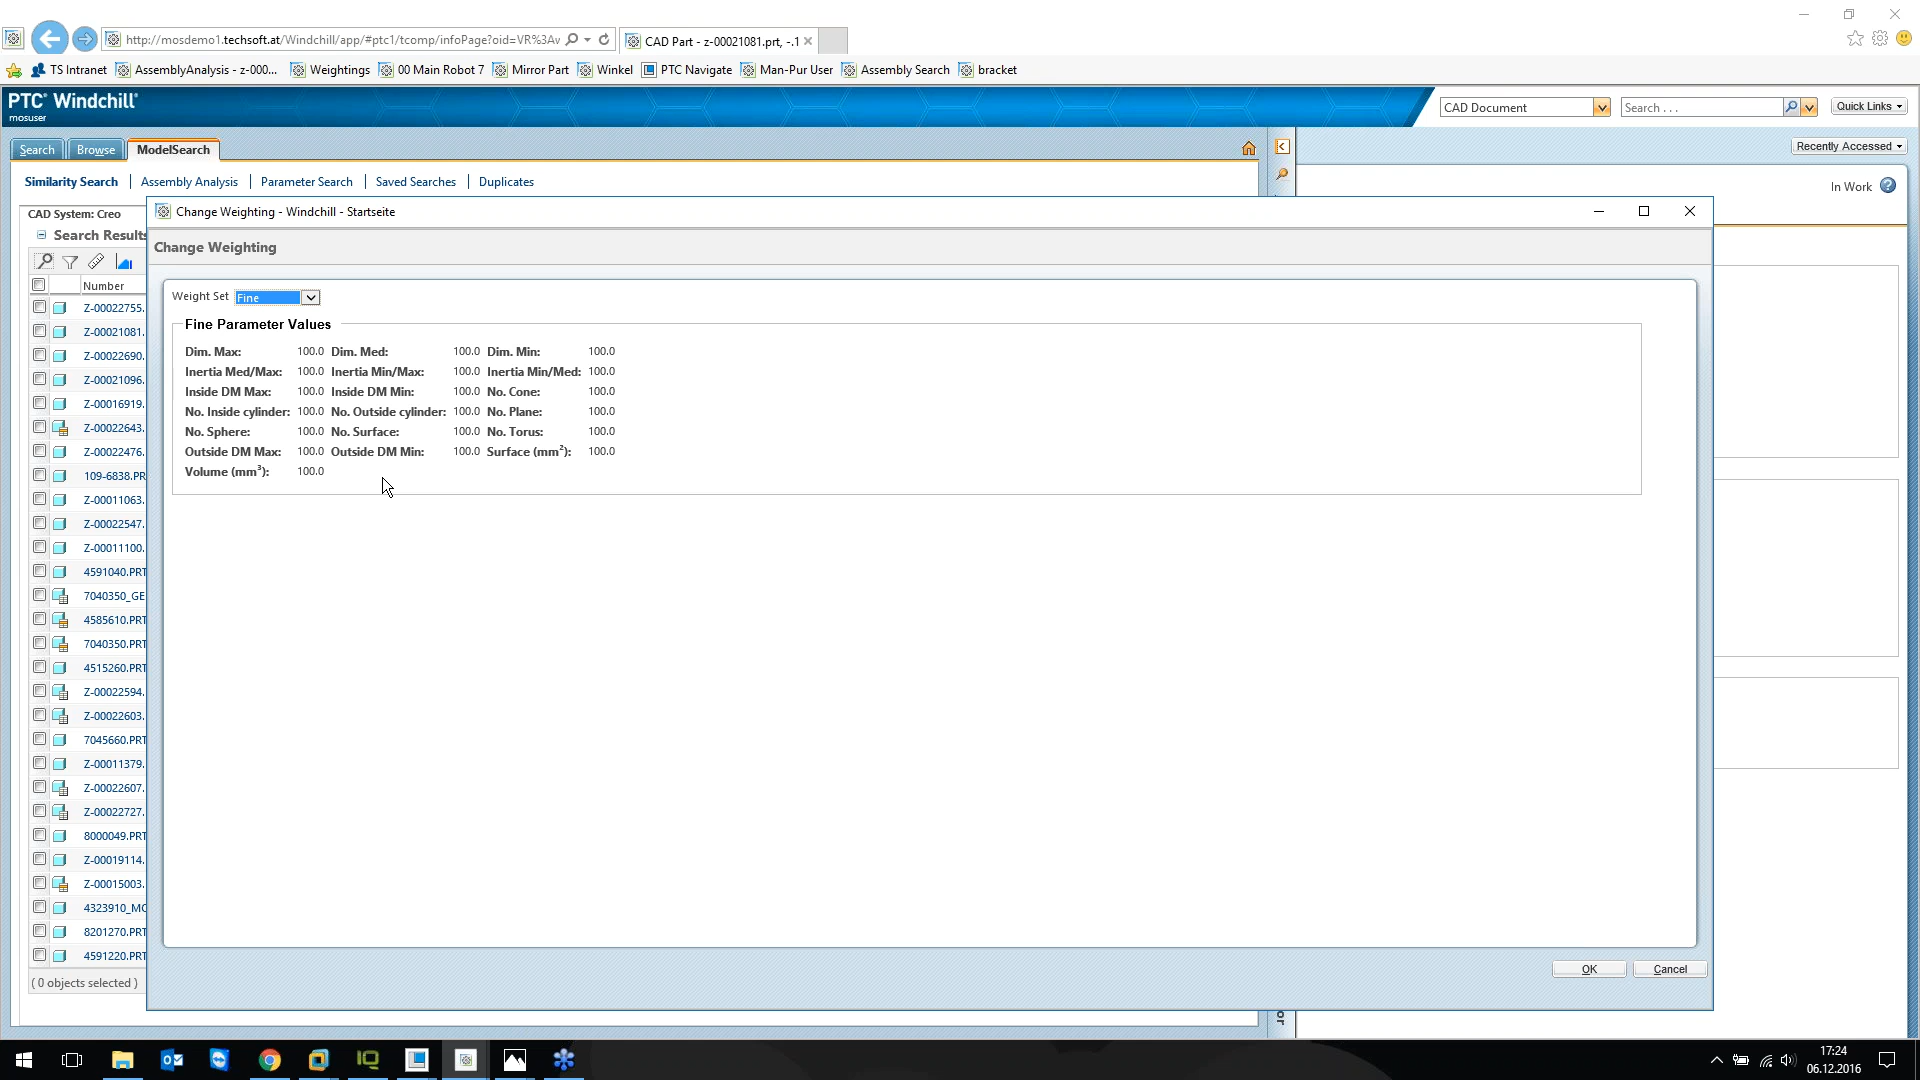 http://mosdemo1.techsoft.at/Windchill/app/#ptc1/tcomp/infoPage?oid=VR%3Av
CAD Part - z-00021081.prt, -.1
TS Intranet AssemblyAnalysis - z-000... Weightings 00 Main Robot 7 Mirror Part Winkel PTC Navigate Man-Pur User Assembly Search bracket
PTC® Windchill®
mosuser
CAD Document Search . . . Quick Links
Search Browse ModelSearch
Recently Accessed
Similarity Search Assembly Analysis Parameter Search Saved Searches Duplicates
In Work
CAD System: Creo
Search Results
Number
Z-00022755.
Z-00021081.
Z-00022690.
Z-00021096.
Z-00016919.
Z-00022643.
Z-00022476.
109-6838.PR
Z-00011063.
Z-00022547.
Z-00011100.
4591040.PRT
7040350_GE
4585610.PRT
7040350.PRT
4515260.PRT
Z-00022594.
Z-00022603.
7045660.PRT
Z-00011379.
Z-00022607.
Z-00022727.
8000049.PRT
Z-00019114.
Z-00015003.
4323910_MC
8201270.PRT
4591220.PRT
( 0 objects selected )
Change Weighting - Windchill - Startseite
Change Weighting
Weight Set Fine
Fine Parameter Values
Dim. Max: 100.0 Dim. Med: 100.0 Dim. Min: 100.0
Inertia Med/Max: 100.0 Inertia Min/Max: 100.0 Inertia Min/Med: 100.0
Inside DM Max: 100.0 Inside DM Min: 100.0 No. Cone: 100.0
No. Inside cylinder: 100.0 No. Outside cylinder: 100.0 No. Plane: 100.0
No. Sphere: 100.0 No. Surface: 100.0 No. Torus: 100.0
Outside DM Max: 100.0 Outside DM Min: 100.0 Surface (mm²): 100.0
Volume (mm³): 100.0
OK Cancel
or
17:24
06.12.2016